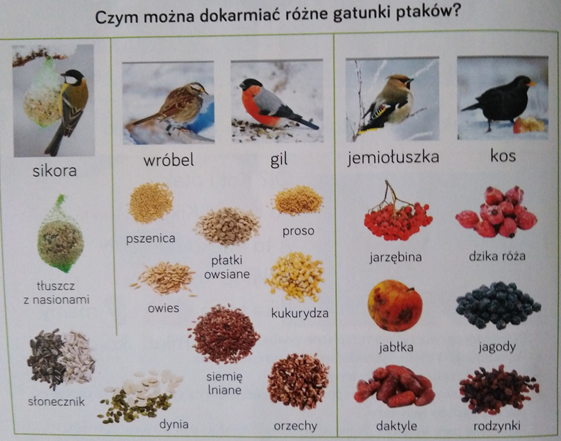 Czym można dokarmiać różne gatunki ptaków?
sikora
wróbel
gil
jemiołuszka
kos
tłuszcz
z nasionami
słonecznik
pszenica
płatki
owsiane
proso
owies
kukurydza
siemię
lniane
dynia
orzechy
jarzębina
dzika róża
jabłka
jagody
daktyle
rodzynki